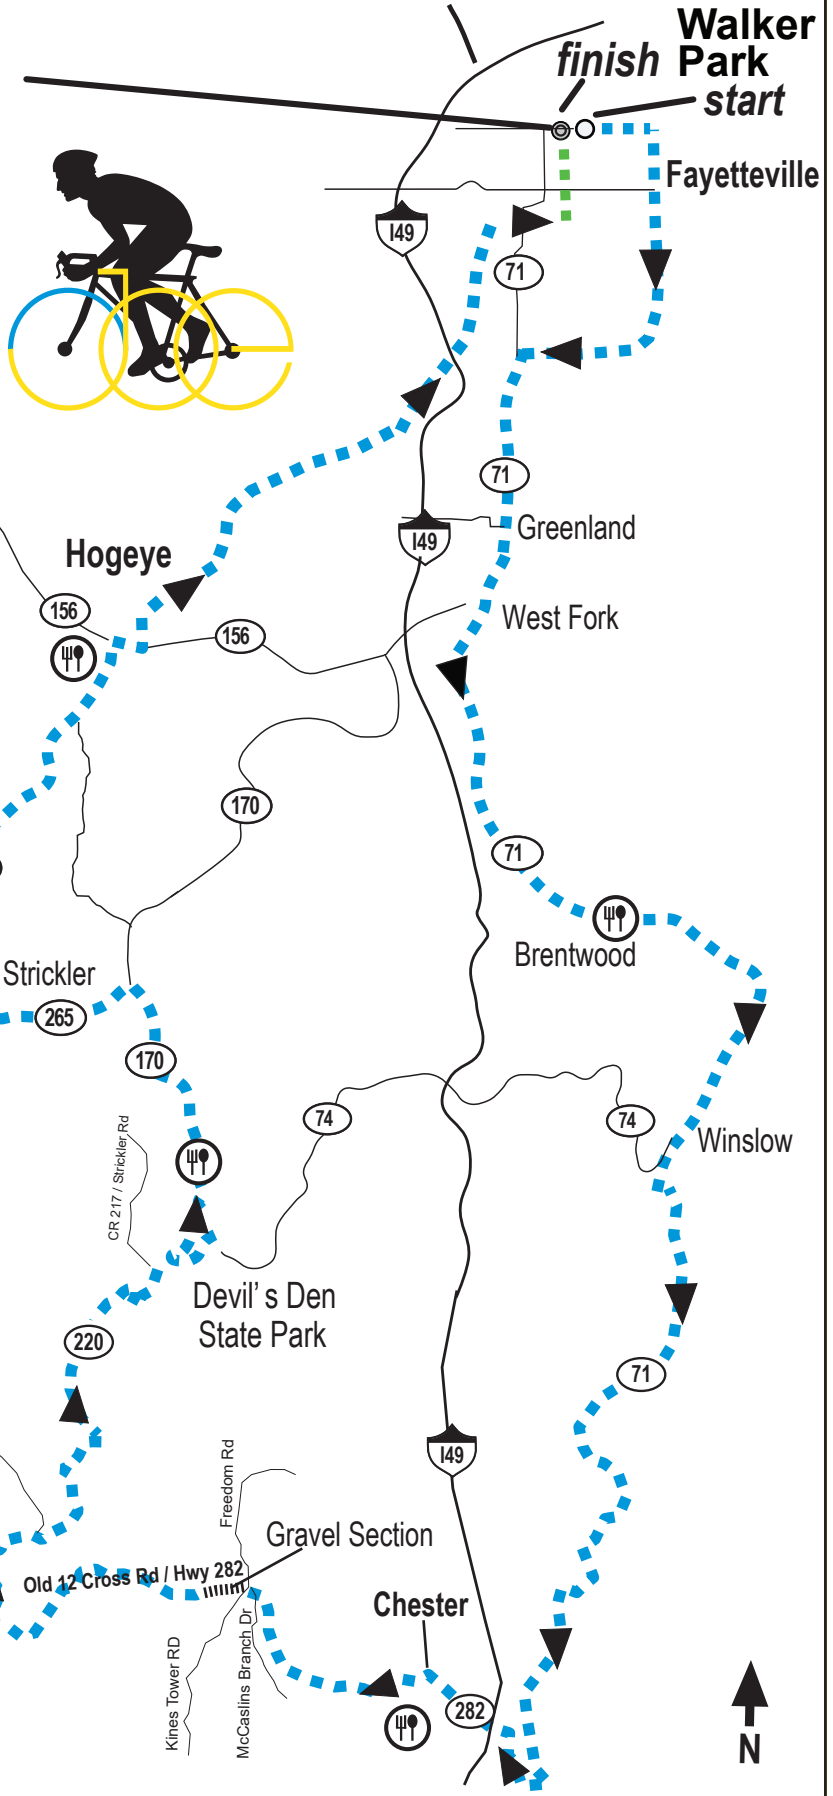 Walker
Park
finish
start
Fayetteville
I49
71
71
Greenland
I49
Hogeye
156
156
West Fork
170
71
Brentwood
Strickler
265
170
74
74
Winslow
CR 217 / Strickler Rd
Devil's Den
State Park
220
71
I49
Freedom Rd
Gravel Section
Old 12 Cross Rd / Hwy 282
Chester
Kines Tower RD
McCaslins Branch Dr
282
N